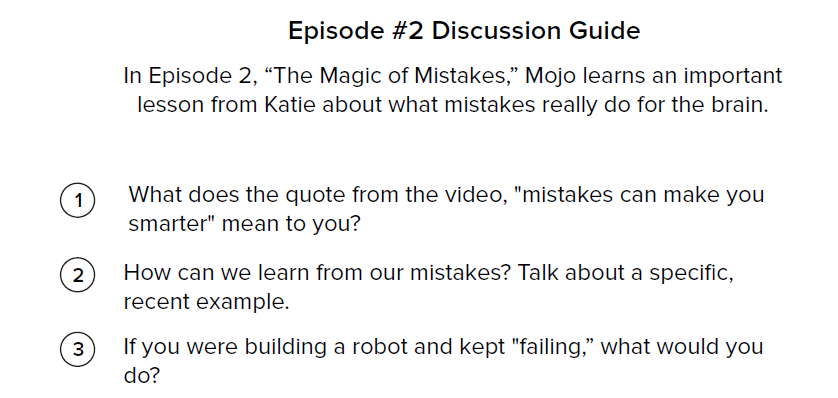 Episode #2 Discussion Guide
In Episode 2, “The Magic of Mistakes,” Mojo learns an important
lesson from Katie about what mistakes really do for the brain.
1 What does the quote from the video, "mistakes can make you
smarter" mean to you?
2 How can we learn from our mistakes? Talk about a specific,
recent example.
3 If you were building a robot and kept "failing,” what would you
do?